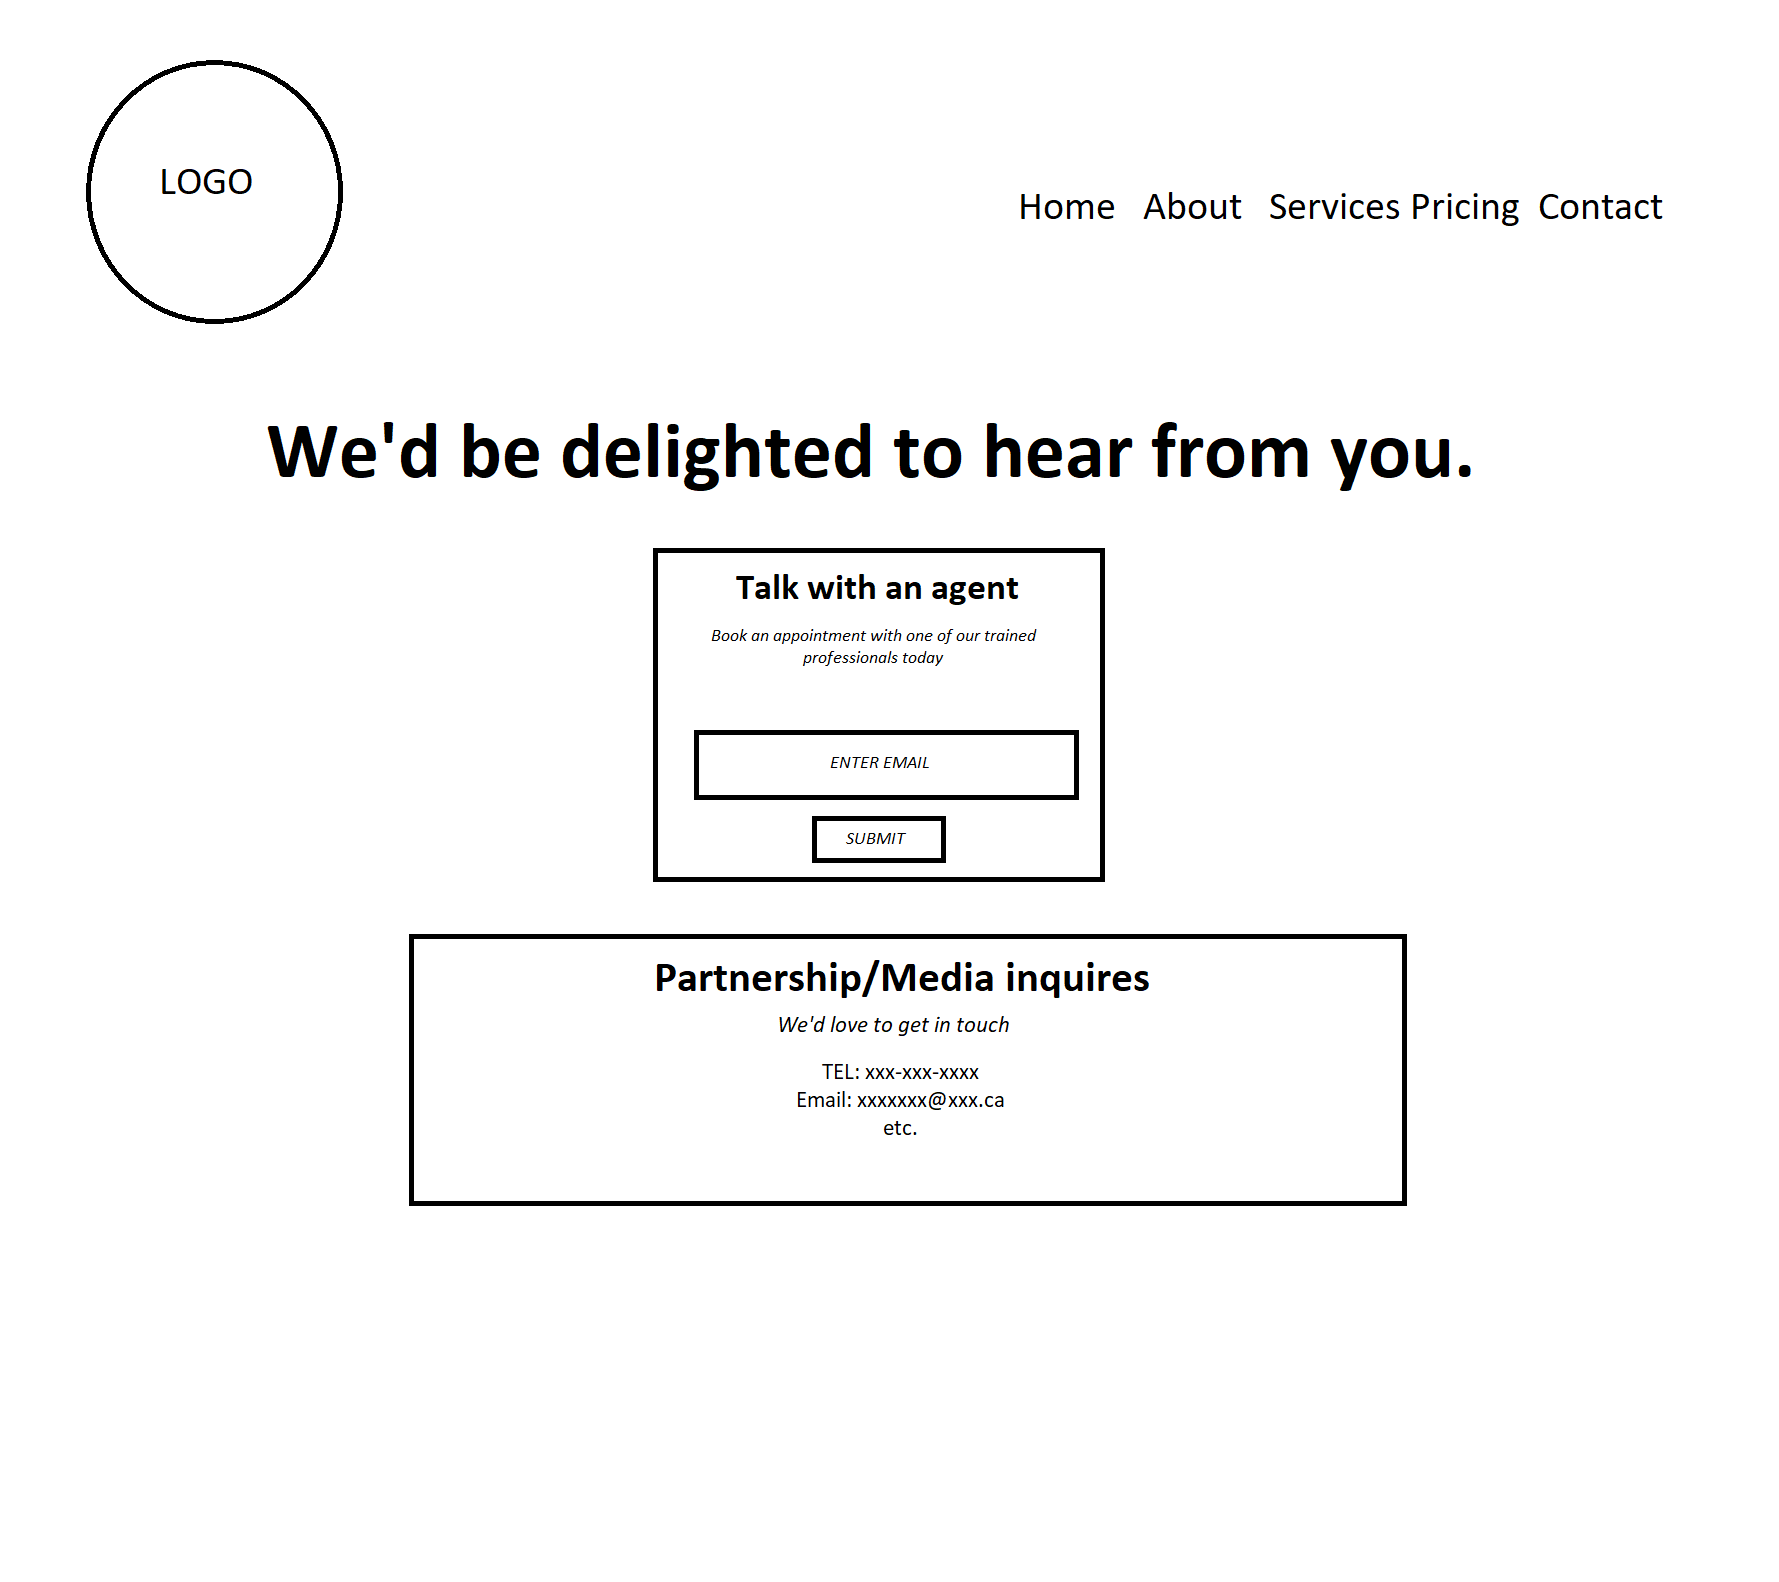 LOGO
Home About Services Pricing Contact
We'd be delighted to hear from you.
Talk with an agent
Book an appointment with one of our trained
professionals today
ENTER EMAIL
SUBMIT
Partnership/Media inquires
We'd love to get in touch
TEL: xxx-xxx-xxxx
Email: xxxxxxx@xxx.ca
etc.